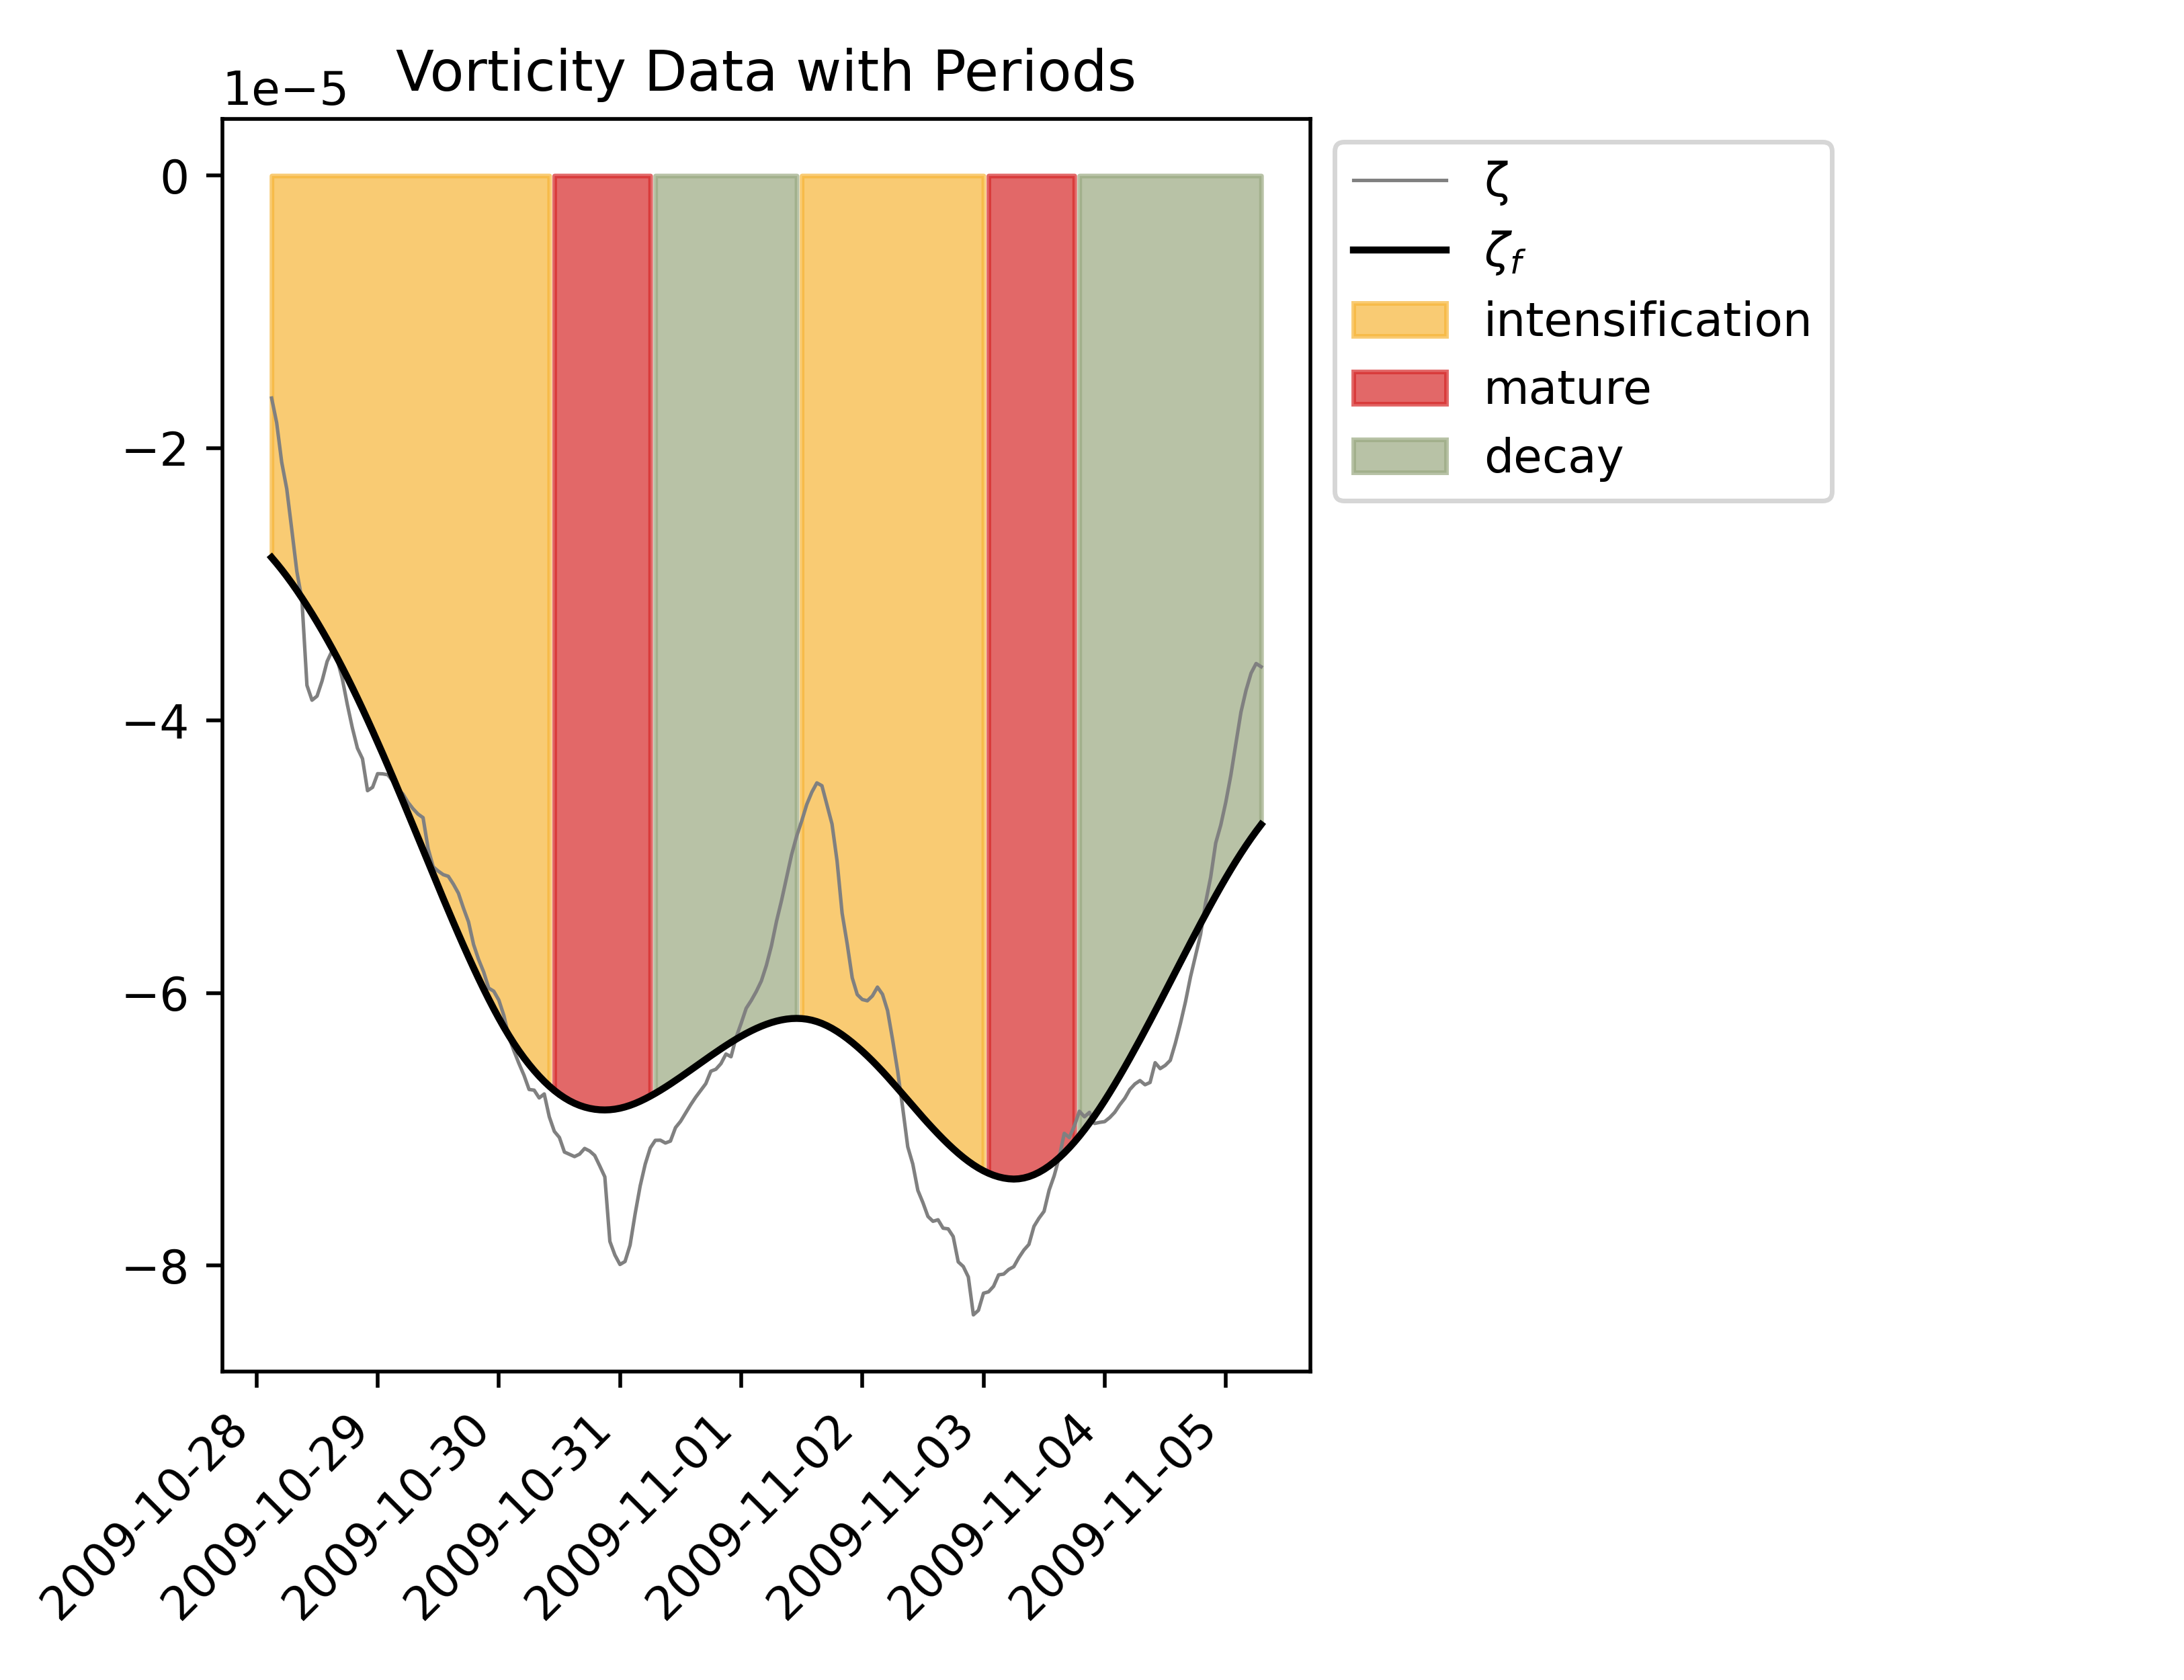 Vorticity Data with Periods
1e−5
0
−2
−4
−6
−8
2009-10-28
2009-10-29
2009-10-30
2009-10-31
2009-11-01
2009-11-02
2009-11-03
2009-11-04
2009-11-05
ζ
ζf
intensification
mature
decay